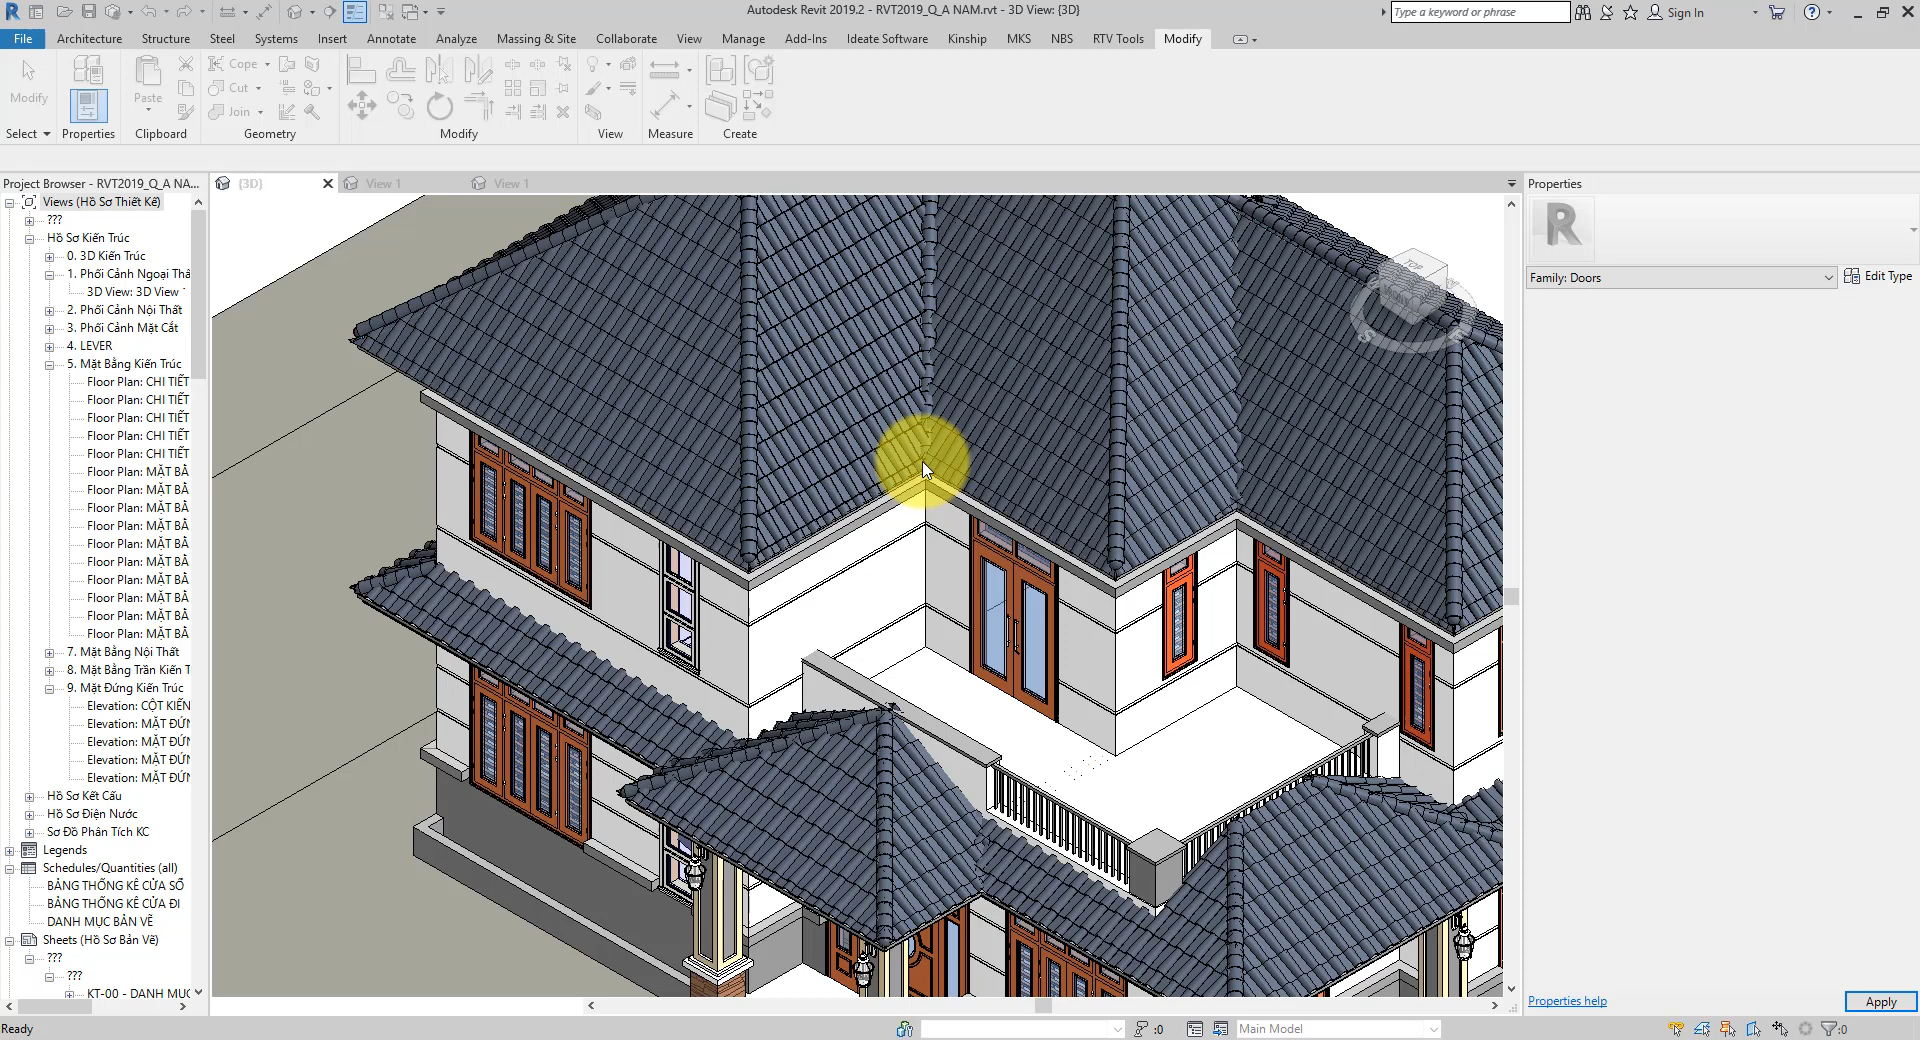 Autodesk Revit 2019.2 - RVT2019_Q_A NAM.rvt - 3D View: {3D}
Type a keyword or phrase
Sign In
File Architecture Structure Steel Systems Insert Annotate Analyze Massing & Site Collaborate View Manage Add-Ins Ideate Software Kinship MKS NBS RTV Tools Modify
Modify
Paste
Cope
Cut
Join
Select Properties Clipboard Geometry Modify View Measure Create
Project Browser - RVT2019_Q_A NA...
{3D}
View 1
View 1
Properties
Views (Hồ Sơ Thiết Kế)
???
Hồ Sơ Kiến Trúc
0. 3D Kiến Trúc
1. Phối Cảnh Ngoại Thấ
3D View: 3D View
2. Phối Cảnh Nội Thất
3. Phối Cảnh Mặt Cắt
4. LEVER
5. Mặt Bằng Kiến Trúc
Floor Plan: CHI TIẾT
Floor Plan: CHI TIẾT
Floor Plan: CHI TIẾT
Floor Plan: CHI TIẾT
Floor Plan: CHI TIẾT
Floor Plan: MẶT BẰ
Floor Plan: MẶT BẰ
Floor Plan: MẶT BẰ
Floor Plan: MẶT BẰ
Floor Plan: MẶT BẰ
Floor Plan: MẶT BẰ
Floor Plan: MẶT BẰ
Floor Plan: MẶT BẰ
Floor Plan: MẶT BẰ
Floor Plan: MẶT BẰ
7. Mặt Bằng Nội Thất
8. Mặt Bằng Trần Kiến T
9. Mặt Đứng Kiến Trúc
Elevation: CỘT KIẾN
Elevation: MẶT ĐỨN
Elevation: MẶT ĐỨN
Elevation: MẶT ĐỨN
Elevation: MẶT ĐỨN
Hồ Sơ Kết Cấu
Hồ Sơ Điện Nước
Sơ Đồ Phân Tích KC
Legends
Schedules/Quantities (all)
BẢNG THỐNG KÊ CỬA SỔ
BẢNG THỐNG KÊ CỬA ĐI
DANH MỤC BẢN VẼ
Sheets (Hồ Sơ Bản Vẽ)
???
???
KT-00 - DANH MỤC
TOP
S
E
Family: Doors
Edit Type
Properties help
Apply
Ready
:0
Main Model
:0